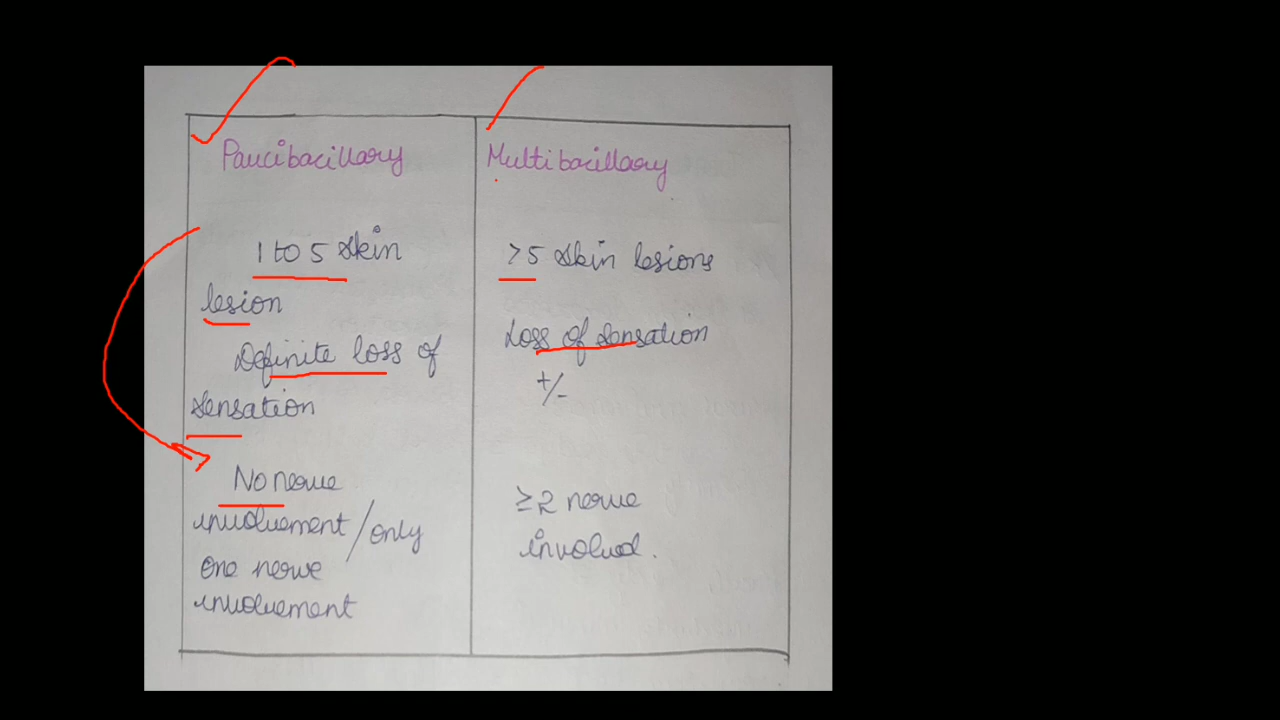 Paucibacillary
1 to 5 skin
lesion
Definite loss of
sensation
No nerve
involvement / only
one nerve
involvement
Multibacillary
>5 skin lesions
Loss of sensation
+/-
≥2 nerve
involved.